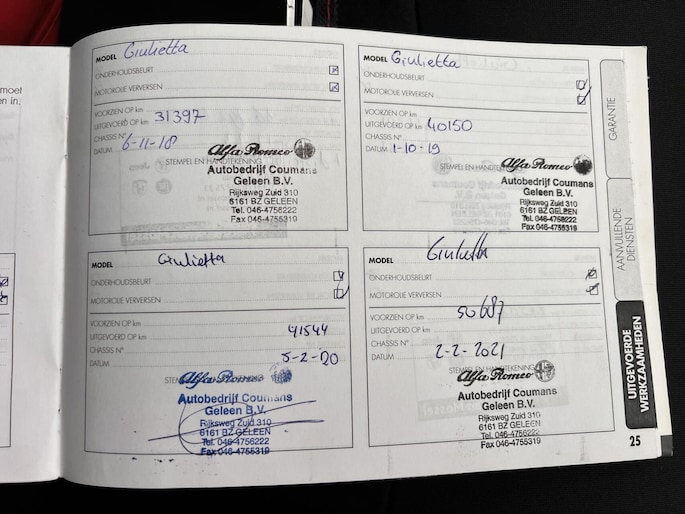 moet
en in;
MODEL Giulietta
ONDERHOUDSBEURT
MOTOROLIE VERVERSEN
VOORZIEN OP km
UITGEVOERD OP km 31397
CHASSIS N°
DATUM 6-11-18
STEMPEL EN HANDTEKENING
Alfa Romeo
Autobedrijf Coumans
Geleen B.V.
Rijksweg Zuid 310
6161 BZ GELEEN
Tel. 046-4756222
Fax 046-4755319
MODEL Giulietta
ONDERHOUDSBEURT
MOTOROLIE VERVERSEN
VOORZIEN OP km
UITGEVOERD OP km 40150
CHASSIS N°
DATUM 1-10-19
STEMPEL EN HANDTEKENING
Alfa Romeo
Autobedrijf Coumans
Geleen B.V.
Rijksweg Zuid 310
6161 BZ GELEEN
Tel. 046-4756222
Fax 046-4755319
MODEL Giulietta
ONDERHOUDSBEURT
MOTOROLIE VERVERSEN
VOORZIEN OP km
UITGEVOERD OP km 41544
CHASSIS N°
DATUM 5-2-20
Alfa Romeo
Autobedrijf Coumans
Geleen B.V.
Rijksweg Zuid 310
6161 BZ GELEEN
Tel. 046-4756222
Fax 046-4755319
MODEL Giulietta
ONDERHOUDSBEURT
MOTOROLIE VERVERSEN
VOORZIEN OP km 50687
UITGEVOERD OP km
CHASSIS N°
DATUM 2-2-2021
STEMPEL EN HANDTEKENING
Alfa Romeo
Autobedrijf Coumans
Geleen B.V.
Rijksweg Zuid 310
6161 BZ GELEEN
Tel. 046-4756222
Fax 046-4755319
GARANTIE
AANVULLENDE
DIENSTEN
UITGEVOERDE
WERKZAAMHEDEN
25